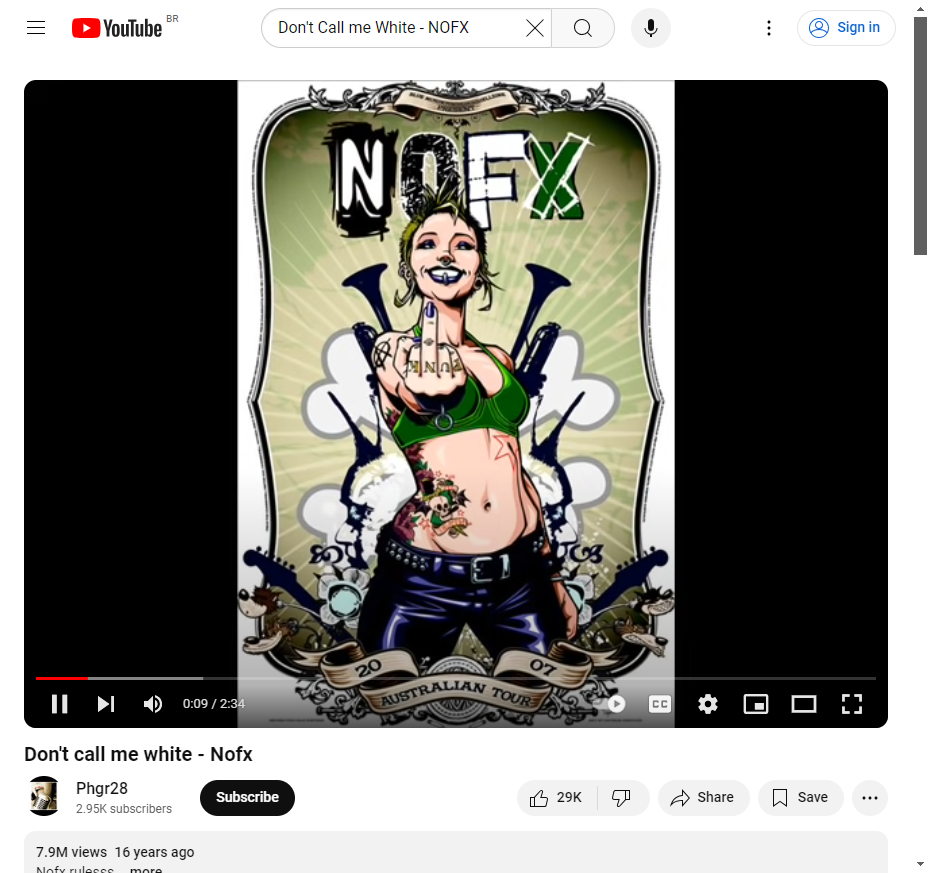 YouTube BR
Don't Call me White - NOFX
Sign in
PRESENT
NOFX
PUNK
20 07
AUSTRALIAN TOUR
0:09 / 2:34
CC
Don't call me white - Nofx
Phgr28
2.95K subscribers
Subscribe
29K
Share
Save
7.9M views 16 years ago
Nofx rulesss ...more